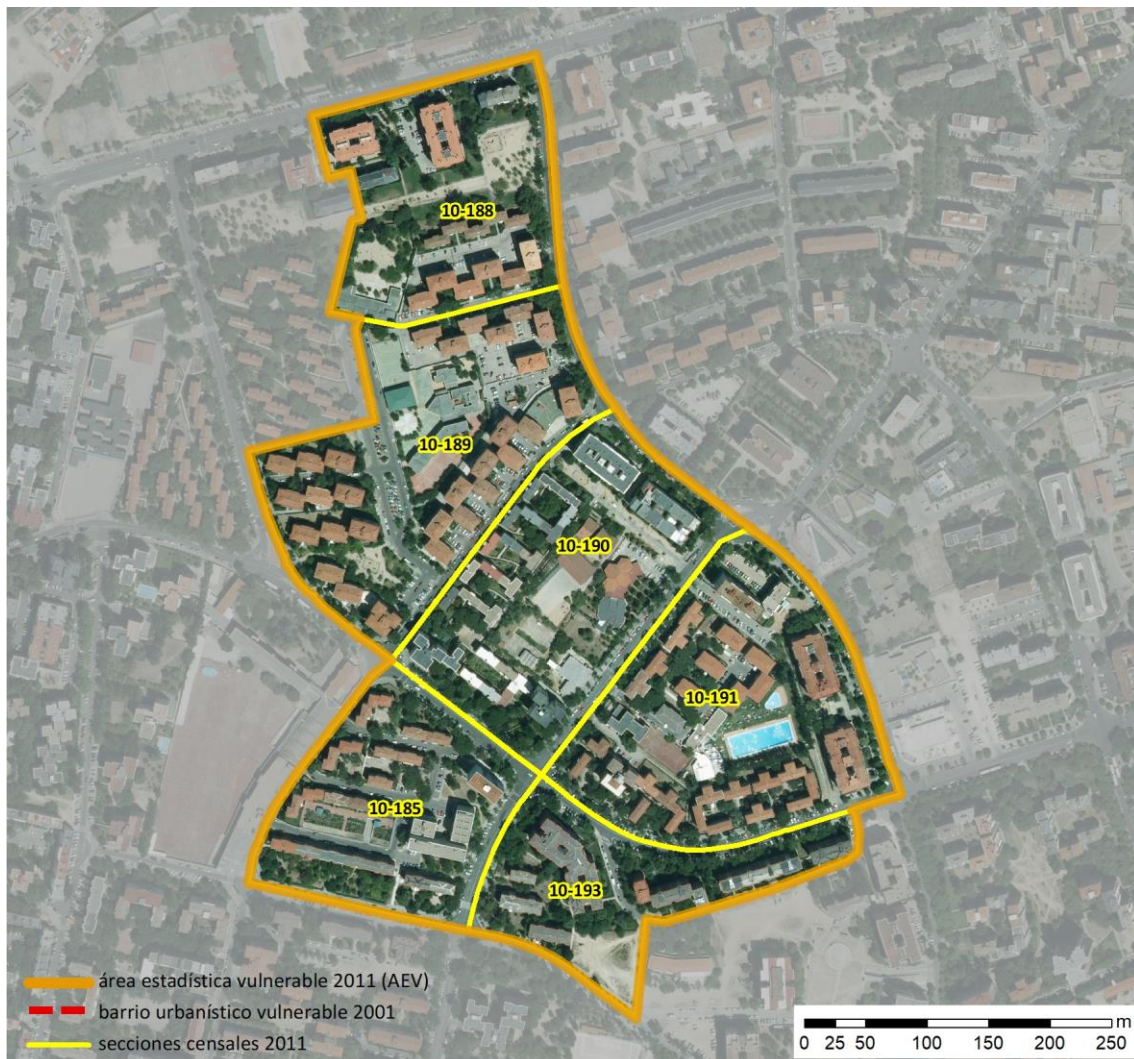 10-188
10-189
10-190
10-191
10-185
10-193
área estadística vulnerable 2011 (AEV)
barrio urbanístico vulnerable 2001
secciones censales 2011
m
0 25 50 100 150 200 250